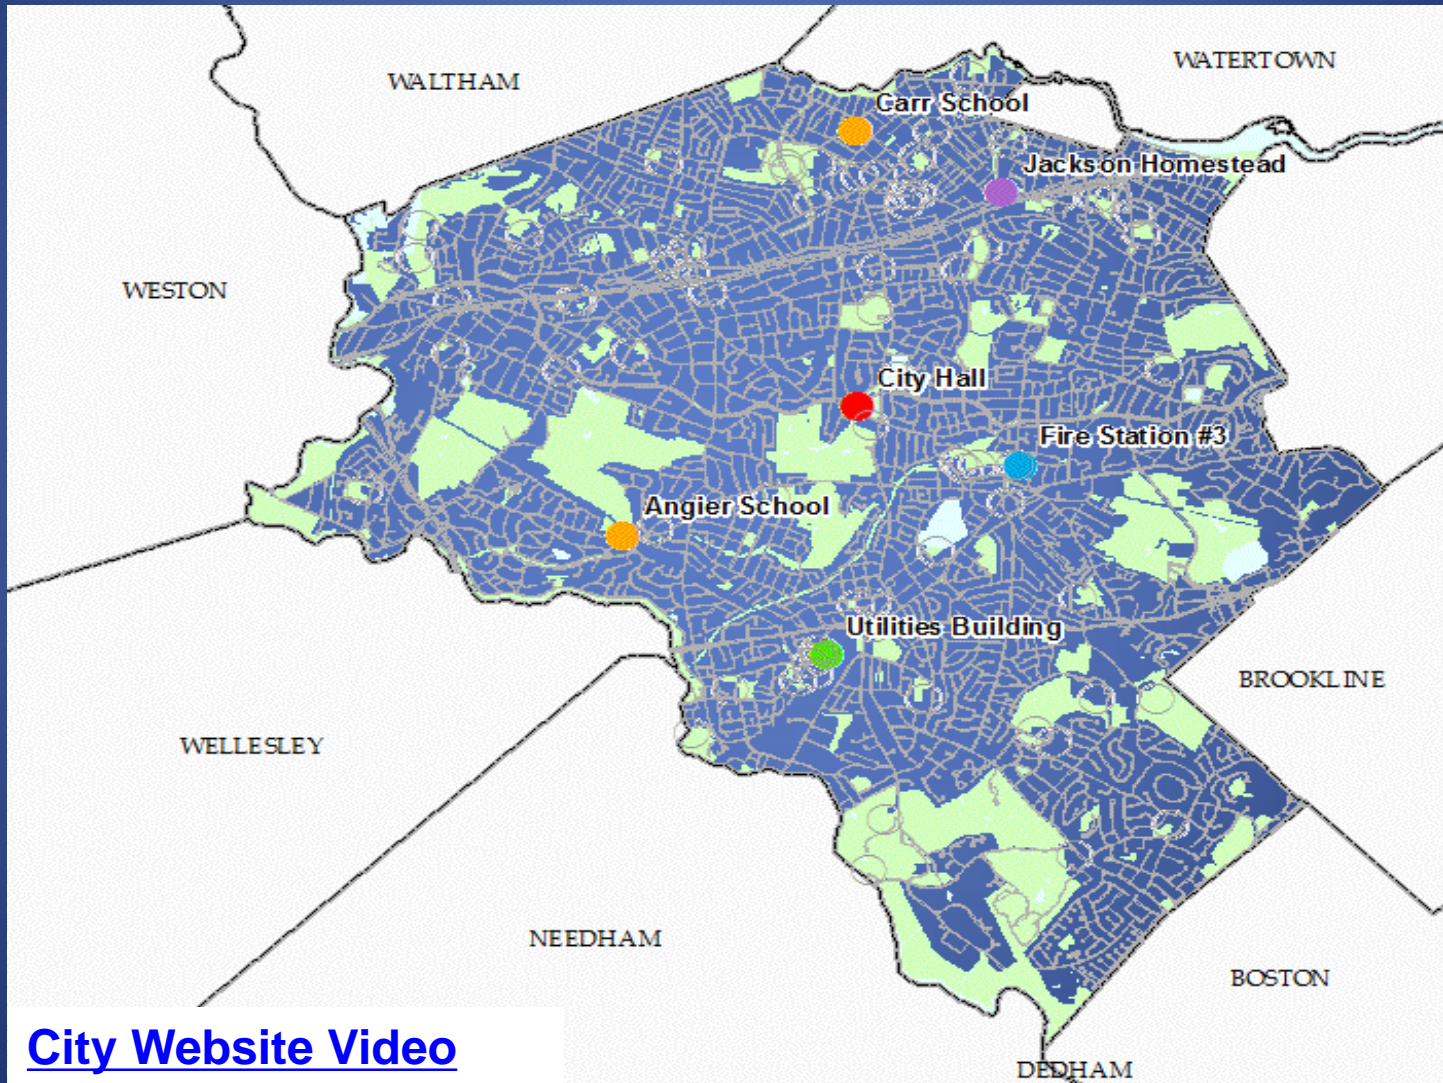 WATERTOWN
WALTHAM
Carr School
Jackson Homestead
WESTON
City Hall
Fire Station #3
Angier School
Utilities Building
BROOKLINE
WELLESLEY
NEEDHAM
BOSTON
City Website Video
DEDHAM